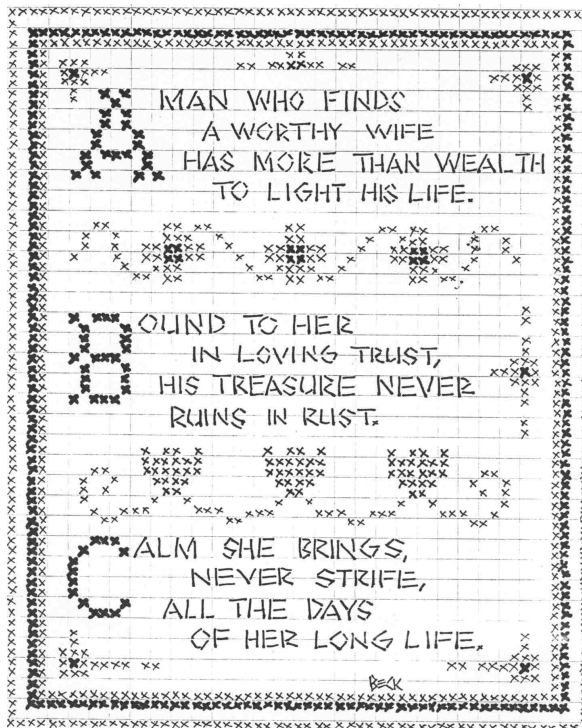 A MAN WHO FINDS
A WORTHY WIFE
HAS MORE THAN WEALTH
TO LIGHT HIS LIFE.
BOUND TO HER
IN LOVING TRUST,
HIS TREASURE NEVER
RUINS IN RUST.
CALM SHE BRINGS,
NEVER STRIFE,
ALL THE DAYS
OF HER LONG LIFE.
BECK